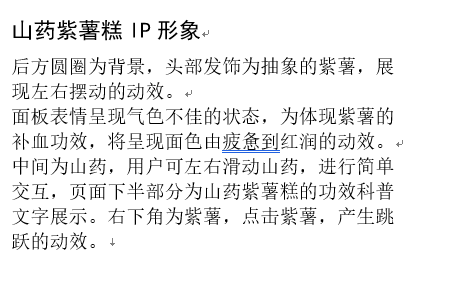 山药紫薯糕 IP 形象
后方圆圈为背景，头部发饰为抽象的紫薯，展
现左右摆动的动效。
面板表情呈现气色不佳的状态，为体现紫薯的
补血功效，将呈现面色由疲惫到红润的动效。
中间为山药，用户可左右滑动山药，进行简单
交互，页面下半部分为山药紫薯糕的功效科普
文字展示。右下角为紫薯，点击紫薯，产生跳
跃的动效。